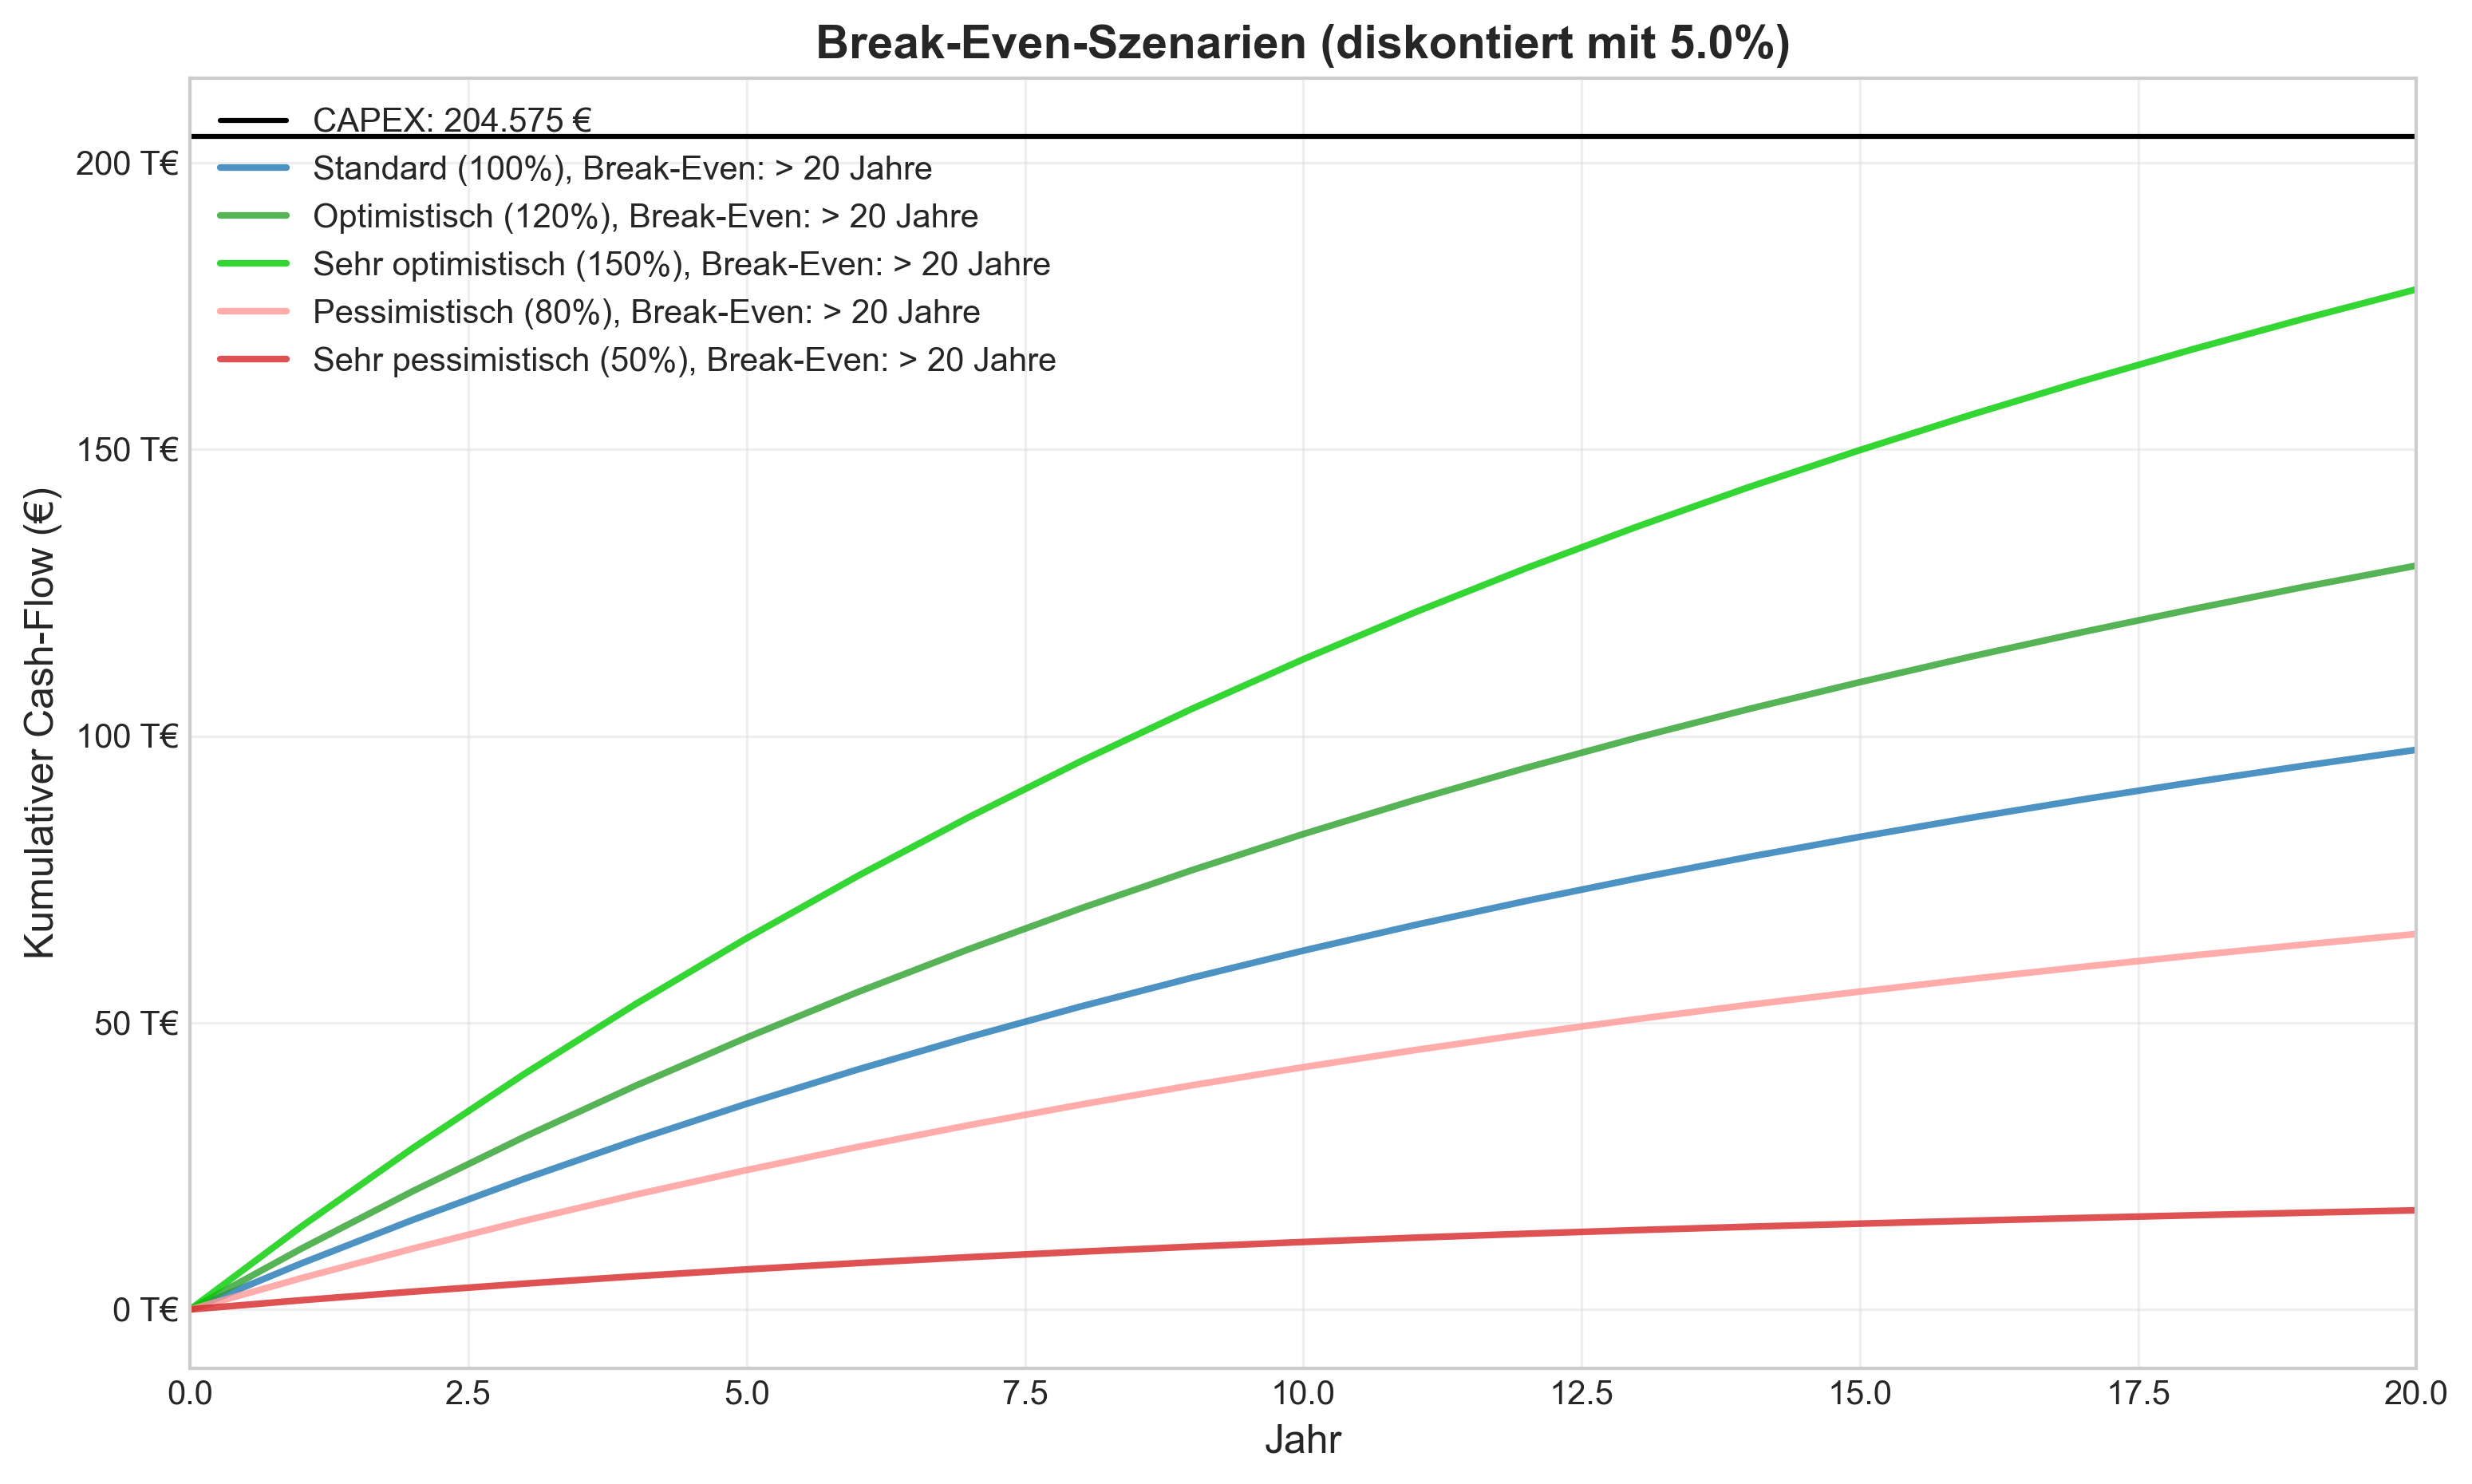 Break-Even-Szenarien (diskontiert mit 5.0%)
CAPEX: 204.575 €
Standard (100%), Break-Even: > 20 Jahre
Optimistisch (120%), Break-Even: > 20 Jahre
Sehr optimistisch (150%), Break-Even: > 20 Jahre
Pessimistisch (80%), Break-Even: > 20 Jahre
Sehr pessimistisch (50%), Break-Even: > 20 Jahre
Kumulativer Cash-Flow (€)
200 T€
150 T€
100 T€
50 T€
0 T€
0.0 2.5 5.0 7.5 10.0 12.5 15.0 17.5 20.0
Jahr